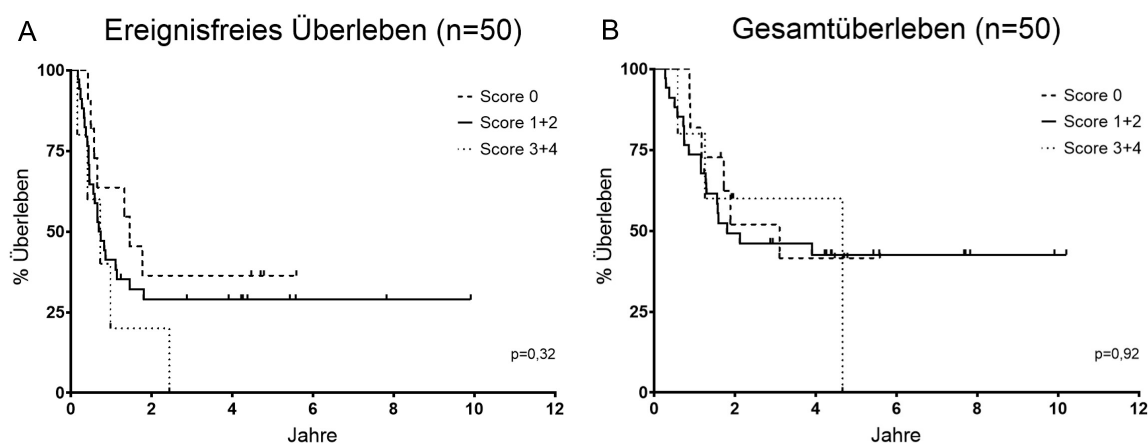 A
Ereignisfreies Überleben (n=50)
100
75
50
25
0
% Überleben
0 2 4 6 8 10 12
Jahre
Score 0
Score 1+2
Score 3+4
p=0,32
B
Gesamtüberleben (n=50)
100
75
50
25
0
% Überleben
0 2 4 6 8 10 12
Jahre
Score 0
Score 1+2
Score 3+4
p=0,92